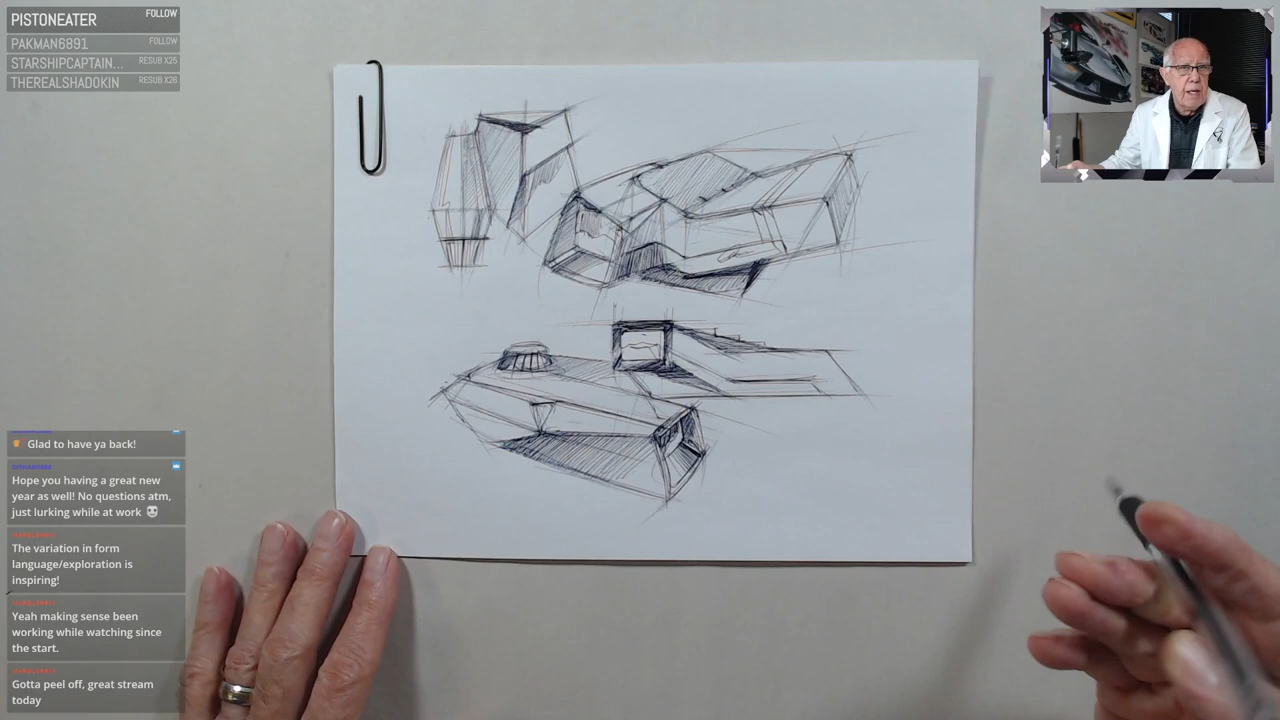 PISTONEATER FOLLOW
PAKMAN6891 FOLLOW
STARSHIPCAPTAIN... RESUB X25
THEREALSHADOKIN RESUB X26
Glad to have ya back!
Hope you having a great new
year as well! No questions atm,
just lurking while at work
The variation in form
language/exploration is
inspiring!
Yeah making sense been
working while watching since
the start.
Gotta peel off, great stream
today